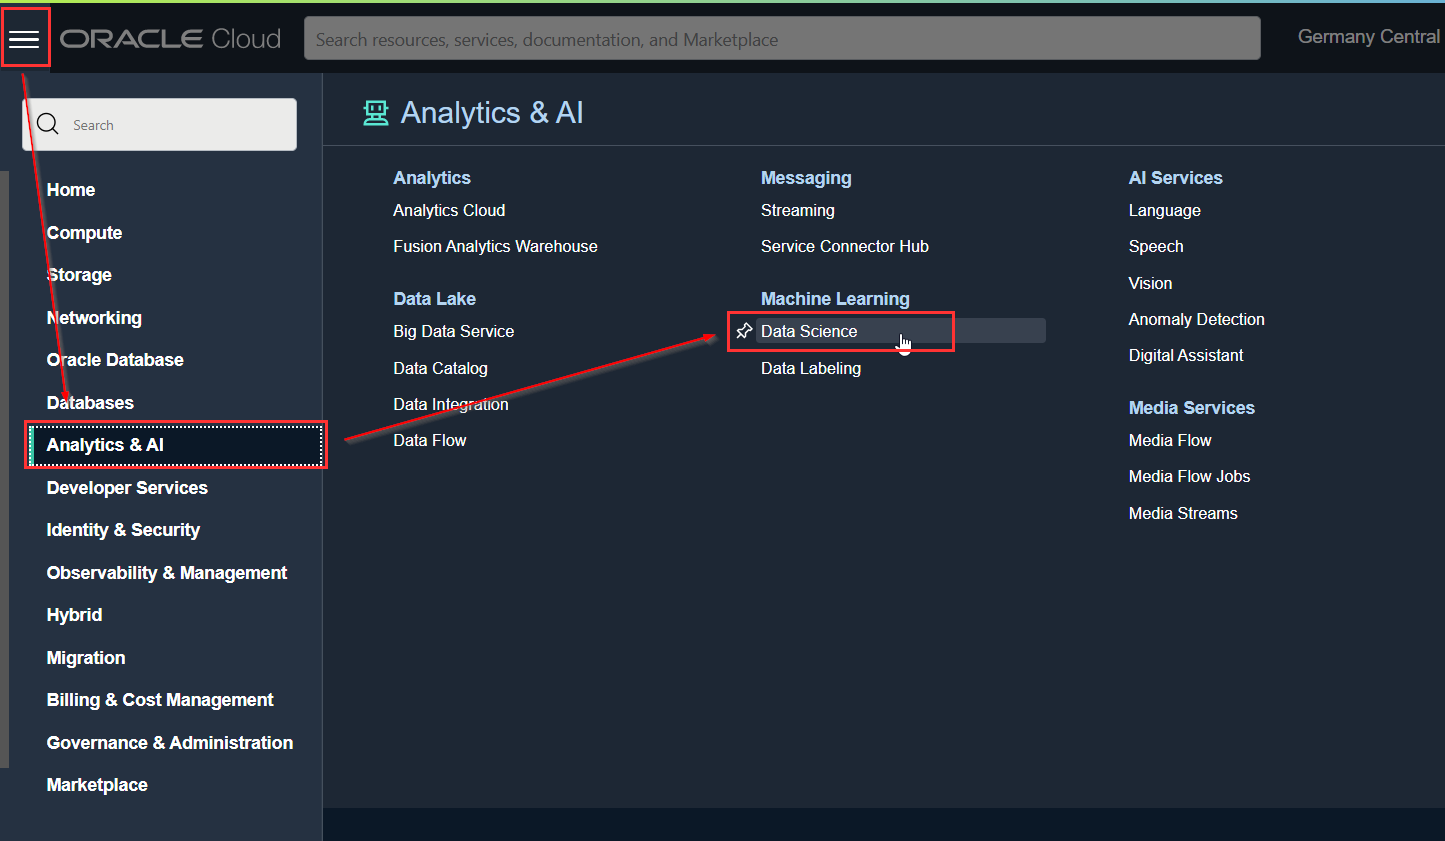 ORACLE Cloud
Search resources, services, documentation, and Marketplace
Germany Central
Search
Home
Compute
Storage
Networking
Oracle Database
Databases
Analytics & AI
Developer Services
Identity & Security
Observability & Management
Hybrid
Migration
Billing & Cost Management
Governance & Administration
Marketplace
Analytics & AI
Analytics
Analytics Cloud
Fusion Analytics Warehouse
Data Lake
Big Data Service
Data Catalog
Data Integration
Data Flow
Messaging
Streaming
Service Connector Hub
Machine Learning
Data Science
Data Labeling
AI Services
Language
Speech
Vision
Anomaly Detection
Digital Assistant
Media Services
Media Flow
Media Flow Jobs
Media Streams